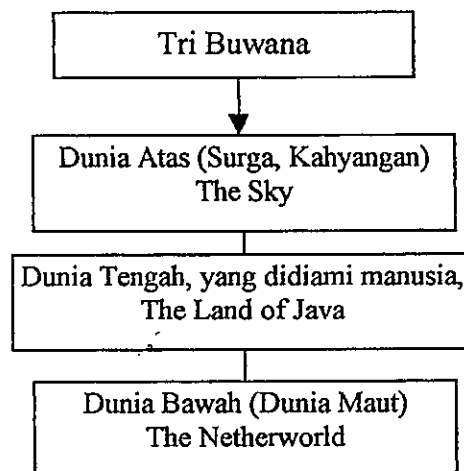 Tri Buwana
Dunia Atas (Surga, Kahyangan)
The Sky
Dunia Tengah, yang didiami manusia,
The Land of Java
Dunia Bawah (Dunia Maut)
The Netherworld